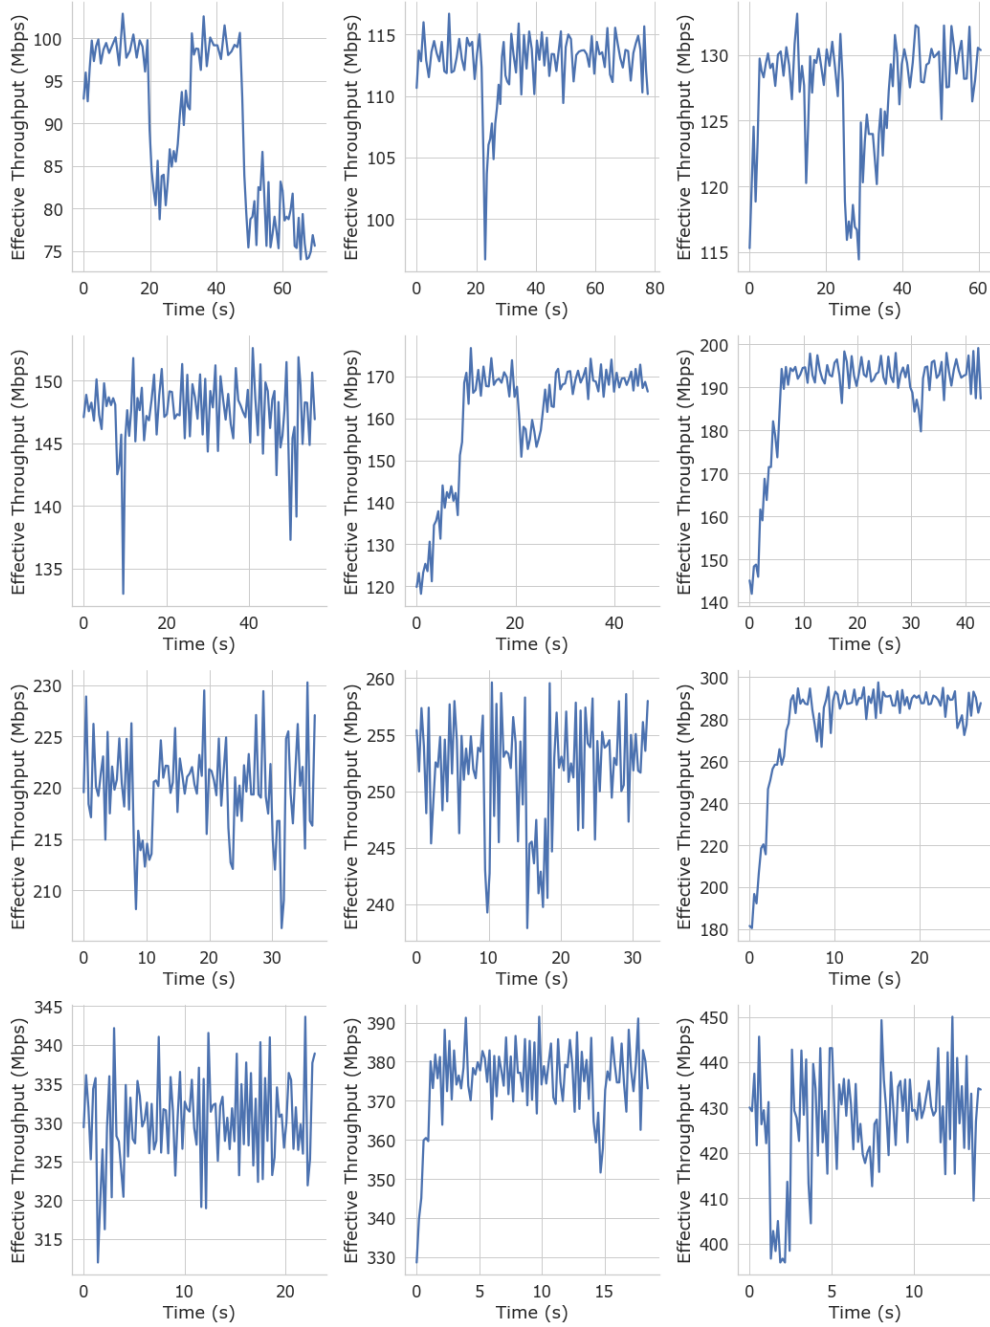 Effective Throughput (Mbps)
100
95
90
85
80
75
0 20 40 60
Time (s)
Effective Throughput (Mbps)
115
110
105
100
0 20 40 60 80
Time (s)
Effective Throughput (Mbps)
130
125
120
115
0 20 40 60
Time (s)
Effective Throughput (Mbps)
150
145
140
135
0 20 40
Time (s)
Effective Throughput (Mbps)
170
160
150
140
130
120
0 20 40
Time (s)
Effective Throughput (Mbps)
200
190
180
170
160
150
140
0 10 20 30 40
Time (s)
Effective Throughput (Mbps)
230
225
220
215
210
0 10 20 30
Time (s)
Effective Throughput (Mbps)
260
255
250
245
240
0 10 20 30
Time (s)
Effective Throughput (Mbps)
300
280
260
240
220
200
180
0 10 20
Time (s)
Effective Throughput (Mbps)
345
340
335
330
325
320
315
0 10 20
Time (s)
Effective Throughput (Mbps)
390
380
370
360
350
340
330
0 5 10 15
Time (s)
Effective Throughput (Mbps)
450
440
430
420
410
400
0 5 10
Time (s)